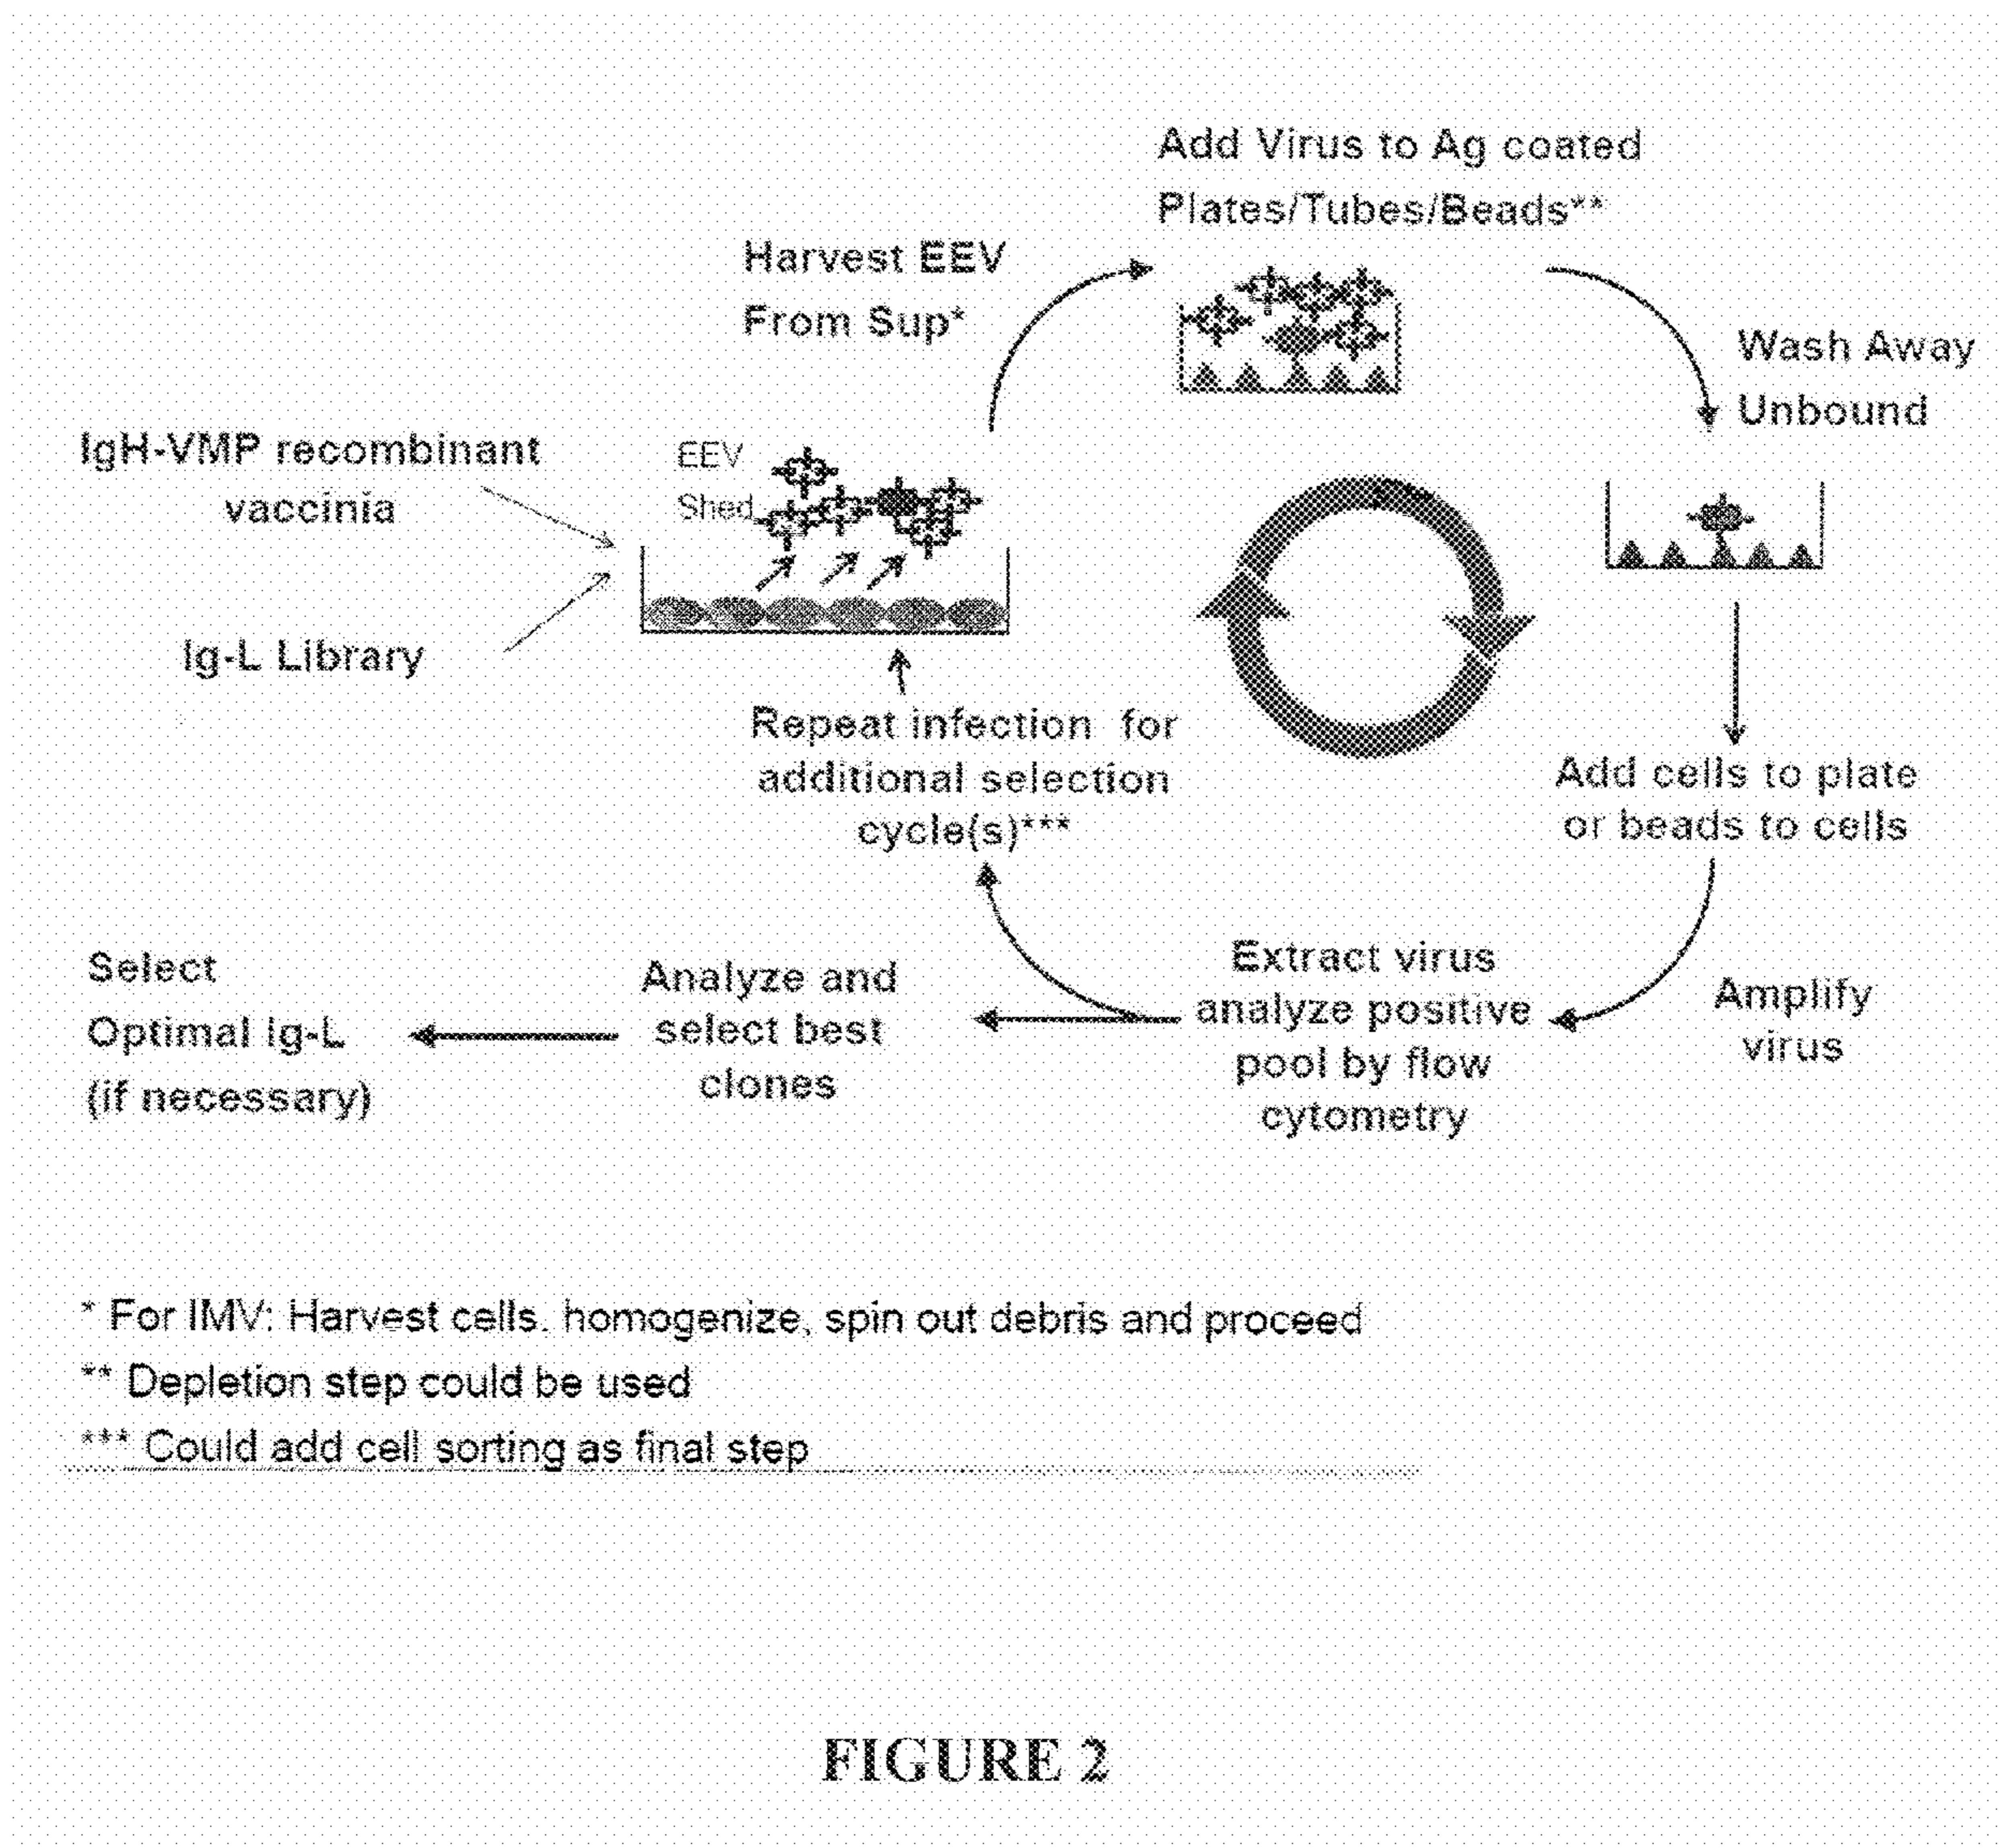 Add Virus to Ag coated
Plates/Tubes/Beads**
Harvest EEV
From Sup*
Wash Away
Unbound
IgH-VMP recombinant
vaccinia
EEV
Shed
Ig-L Library
Repeat infection for
additional selection
cycle(s)***
Add cells to plate
or beads to cells
Amplify
virus
Extract virus
analyze positive
pool by flow
cytometry
Analyze and
select best
clones
Select
Optimal Ig-L
(if necessary)
* For IMV: Harvest cells. homogenize, spin out debris and proceed
** Depletion step could be used
*** Could add cell sorting as final step
FIGURE 2